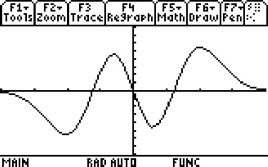 F1▾ Tools F2▾ Zoom F3 Trace F4 Regraph F5▾ Math F6▾ Draw F7▾ Pen
MAIN RAD AUTO FUNC